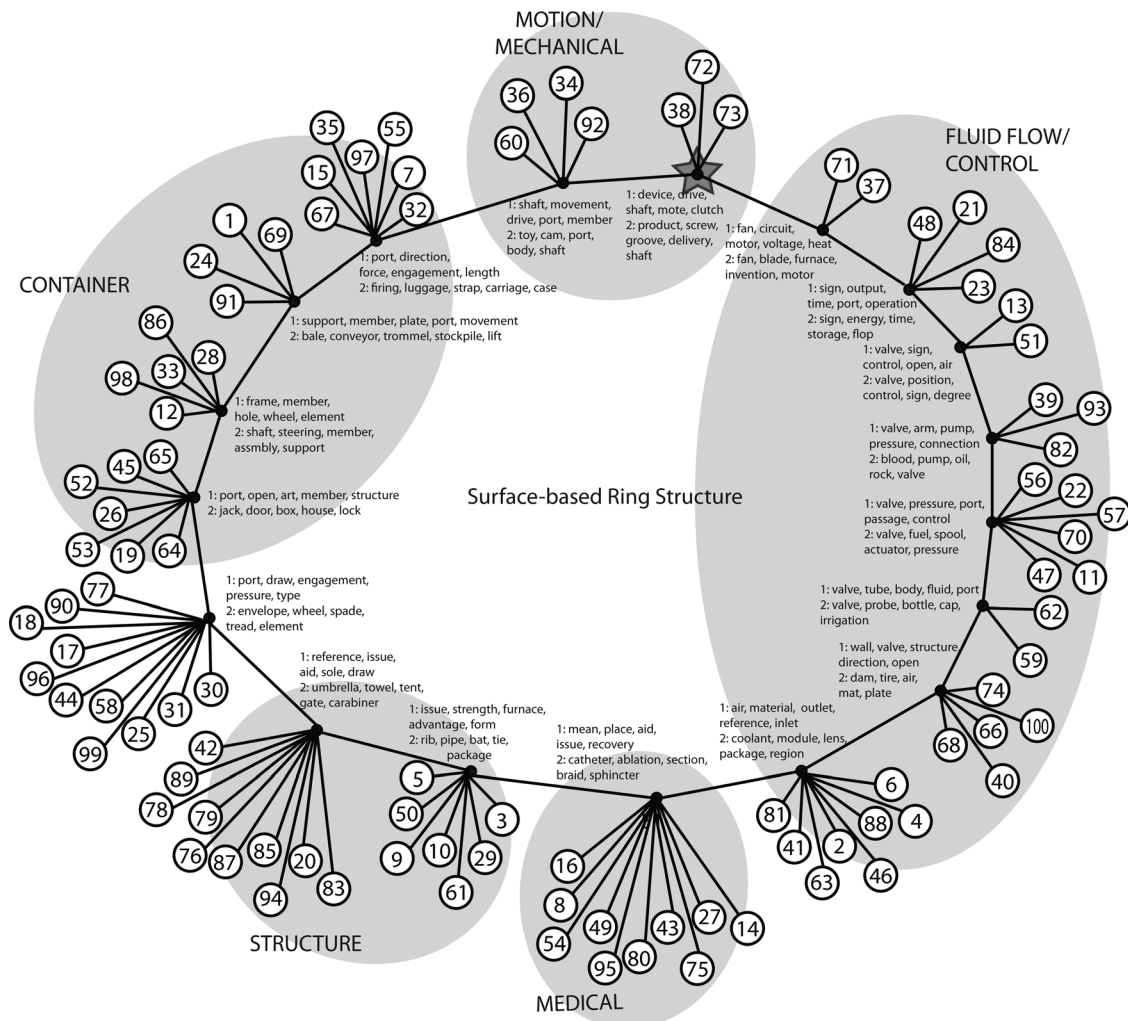 MOTION/
MECHANICAL
72
34
36
38
73
92
60
FLUID FLOW/
CONTROL
35
55
97
15
7
67
32
71
37
21
48
84
23
1
69
24
91
CONTAINER
1: shaft, movement,
drive, port, member
2: toy, cam, port,
body, shaft
1: device, drive,
shaft, mote, clutch
2: product, screw,
groove, delivery,
shaft
1: fan, circuit,
motor, voltage, heat
2: fan, blade, furnace,
invention, motor
1: port, direction,
force, engagement, length
2: firing, luggage, strap, carriage, case
1: sign, output,
time, port, operation
2: sign, energy, time,
storage, flop
13
51
1: support, member, plate, port, movement
2: bale, conveyor, trommel, stockpile, lift
86
28
33
98
12
1: valve, sign,
control, open, air
2: valve, position,
control, sign, degree
1: frame, member,
hole, wheel, element
2: shaft, steering, member,
assmbly, support
39
93
82
1: valve, arm, pump,
pressure, connection
2: blood, pump, oil,
rock, valve
65
45
52
26
53
19
64
1: port, open, art, member, structure
2: jack, door, box, house, lock
Surface-based Ring Structure
56
22
57
70
47
11
1: valve, pressure, port,
passage, control
2: valve, fuel, spool,
actuator, pressure
77
90
18
17
96
44
58
25
31
30
99
1: port, draw, engagement,
pressure, type
2: envelope, wheel, spade,
tread, element
1: valve, tube, body, fluid, port
2: valve, probe, bottle, cap,
irrigation
62
59
1: reference, issue,
aid, sole, draw
2: umbrella, towel, tent,
gate, carabiner
1: wall, valve, structure,
direction, open
2: dam, tire, air,
mat, plate
74
100
66
68
40
1: issue, strength, furnace,
advantage, form
2: rib, pipe, bat, tie,
package
1: mean, place, aid,
issue, recovery
2: catheter, ablation, section,
braid, sphincter
1: air, material, outlet,
reference, inlet
2: coolant, module, lens,
package, region
42
89
78
79
76
87
85
94
20
83
5
50
9
10
61
29
3
6
4
88
81
41
2
63
46
16
8
54
49
95
80
43
75
27
14
STRUCTURE
MEDICAL